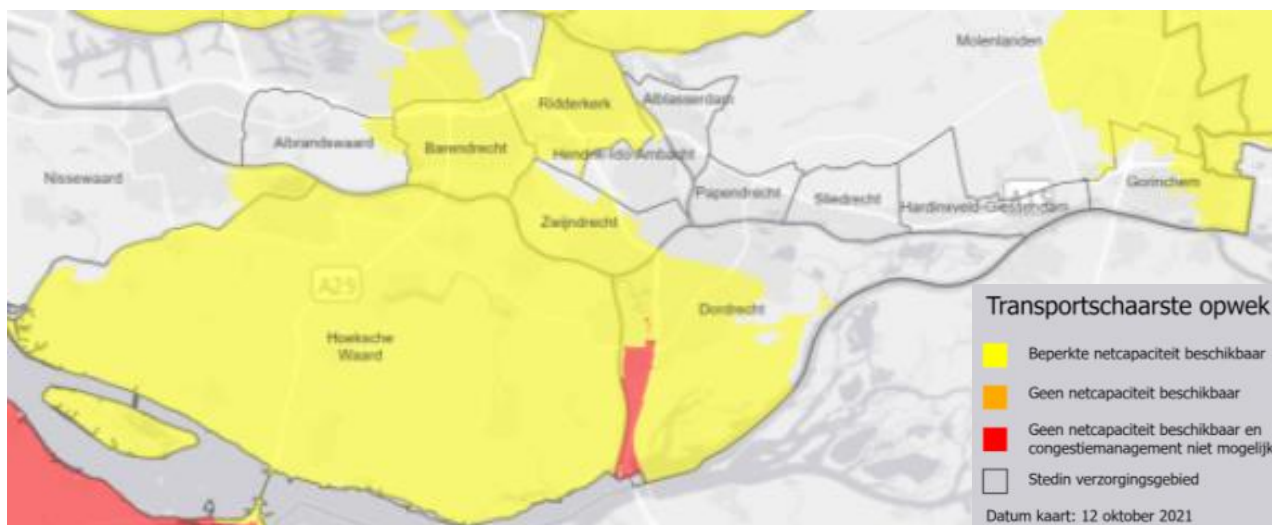 Molenlanden
Ridderkerk
Alblasserdam
Albrandswaard
Barendrecht
Hendrik-Ido-Ambacht
Nissewaard
Papendrecht
Sliedrecht
Gorinchem
Hardinxveld-Giessendam
Zwijndrecht
A29
Dordrecht
Hoeksche
Waard
Transportschaarste opwek
Beperkte netcapaciteit beschikbaar
Geen netcapaciteit beschikbaar
Geen netcapaciteit beschikbaar en
congestiemanagement niet mogelijk
Stedin verzorgingsgebied
Datum kaart: 12 oktober 2021